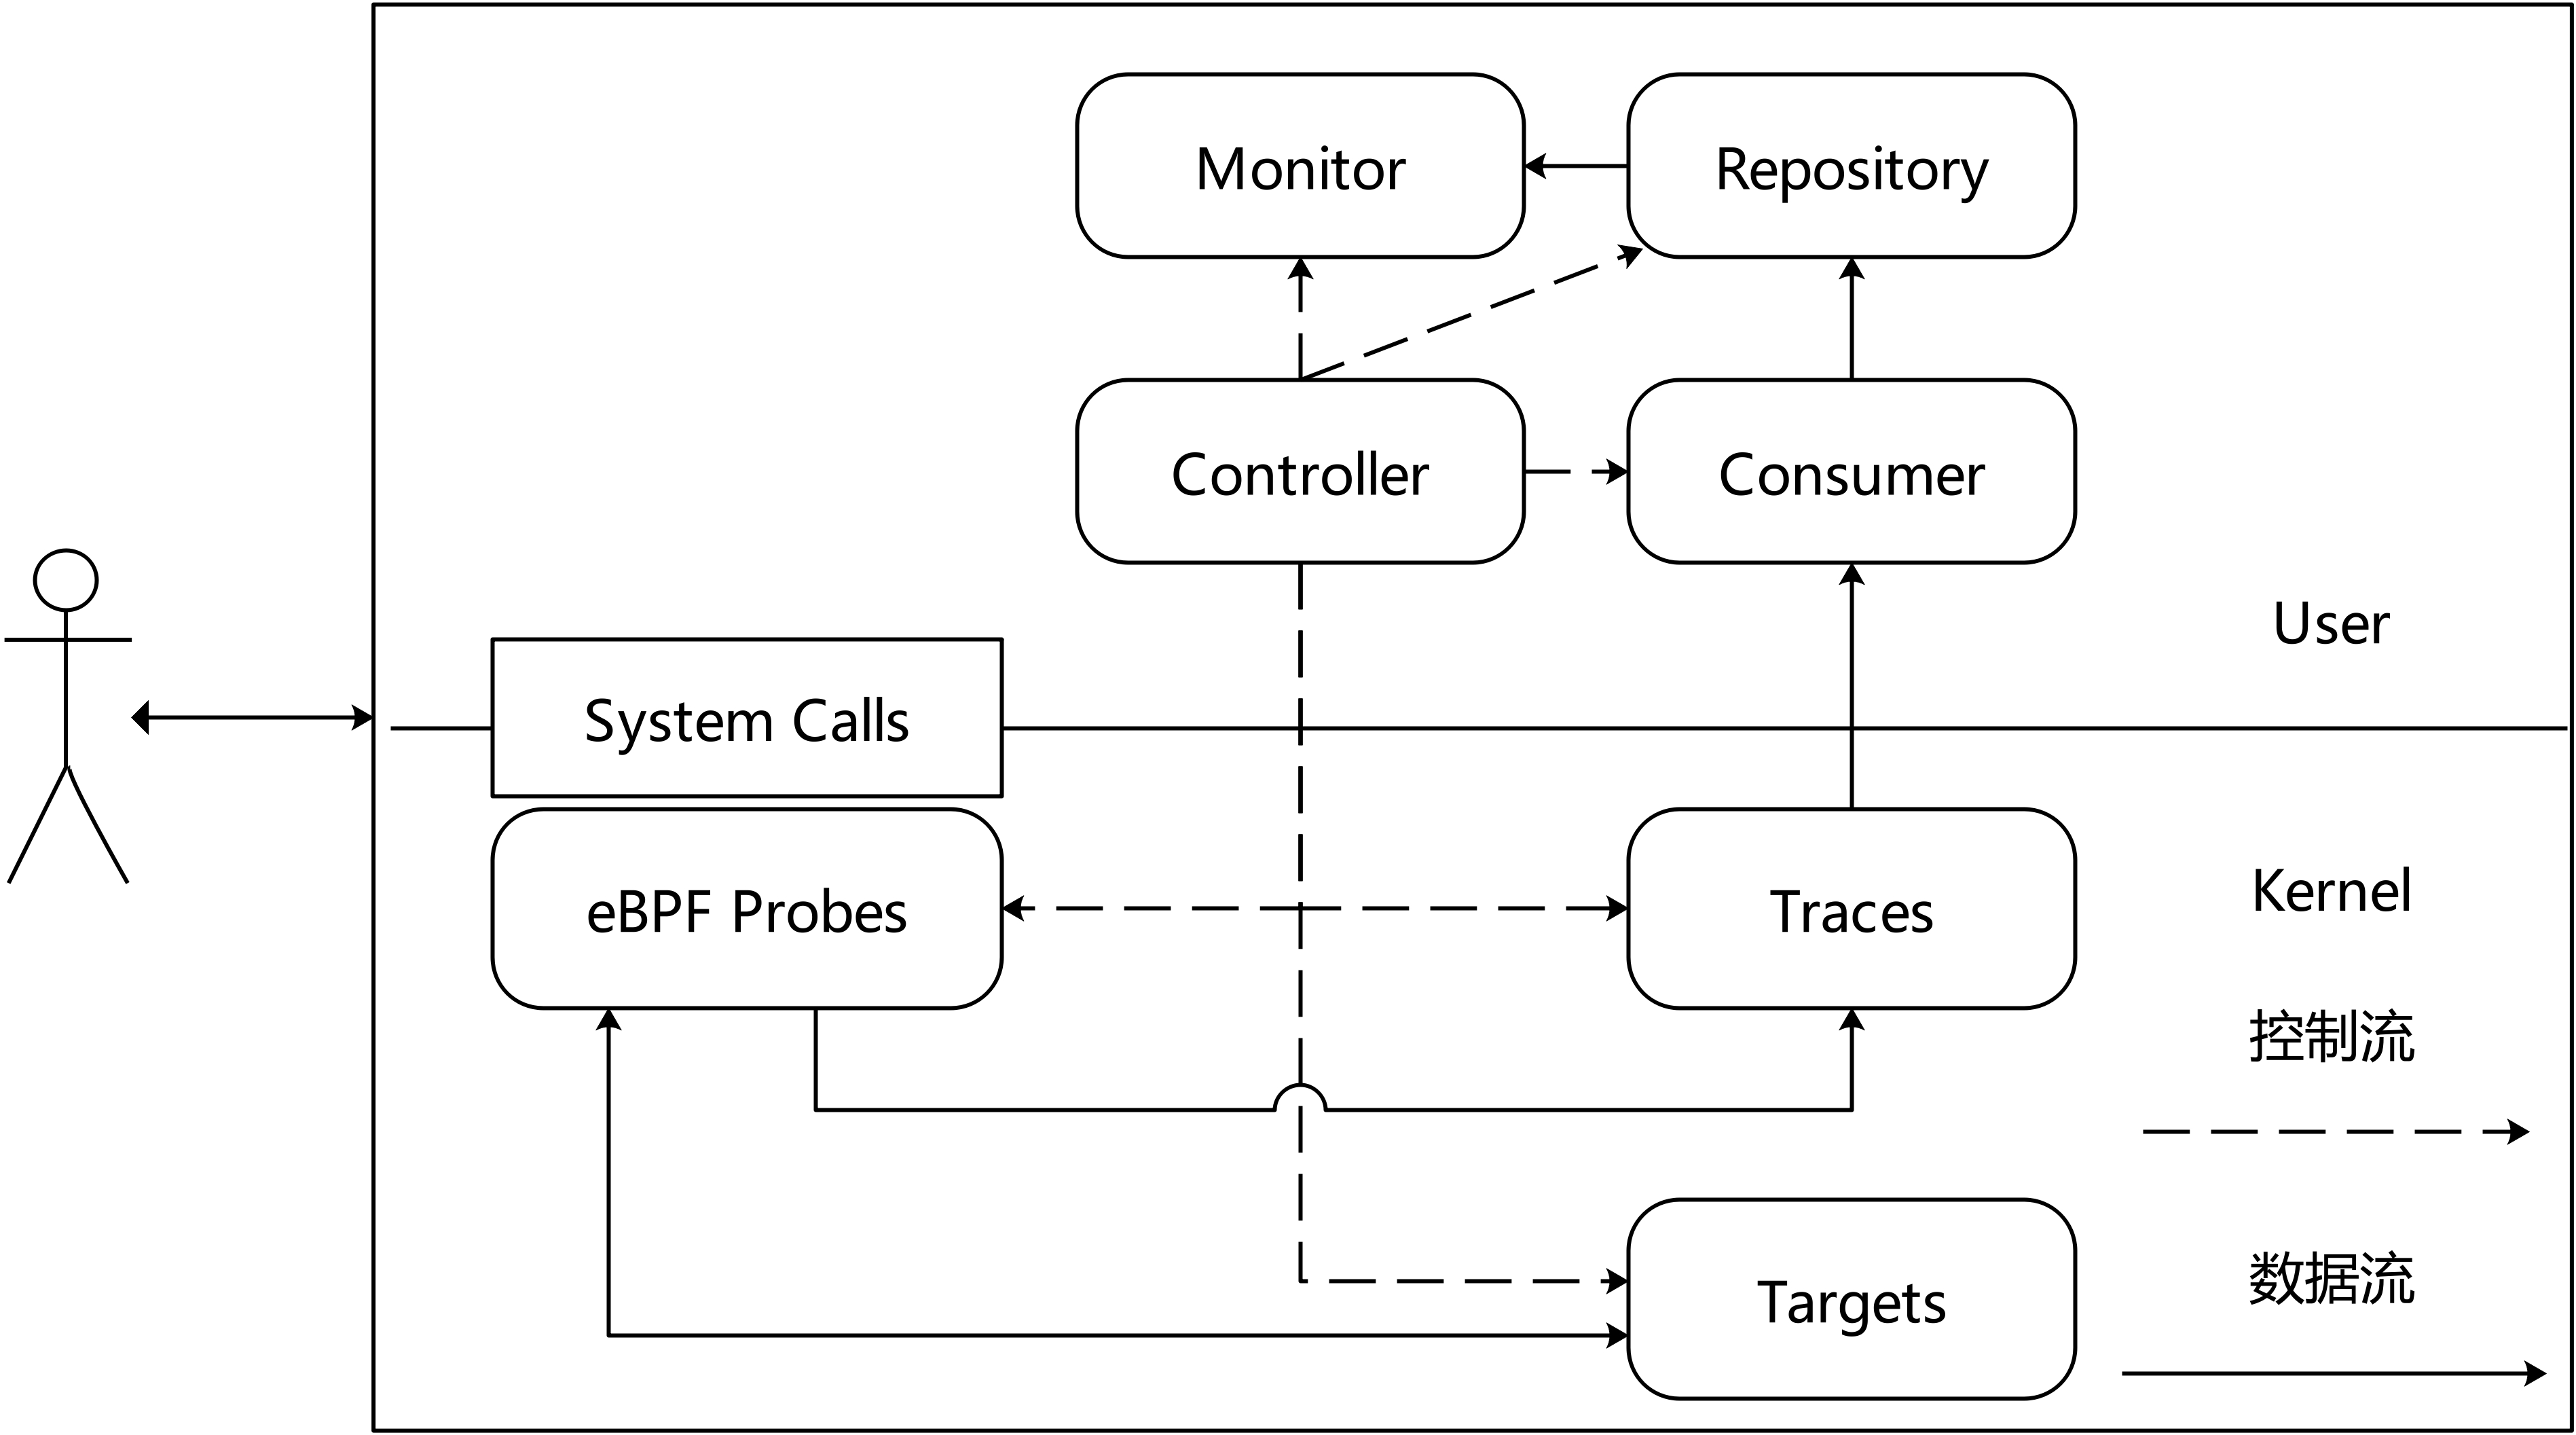 Monitor
Repository
Controller
Consumer
User
System Calls
eBPF Probes
Traces
Kernel
控制流
数据流
Targets